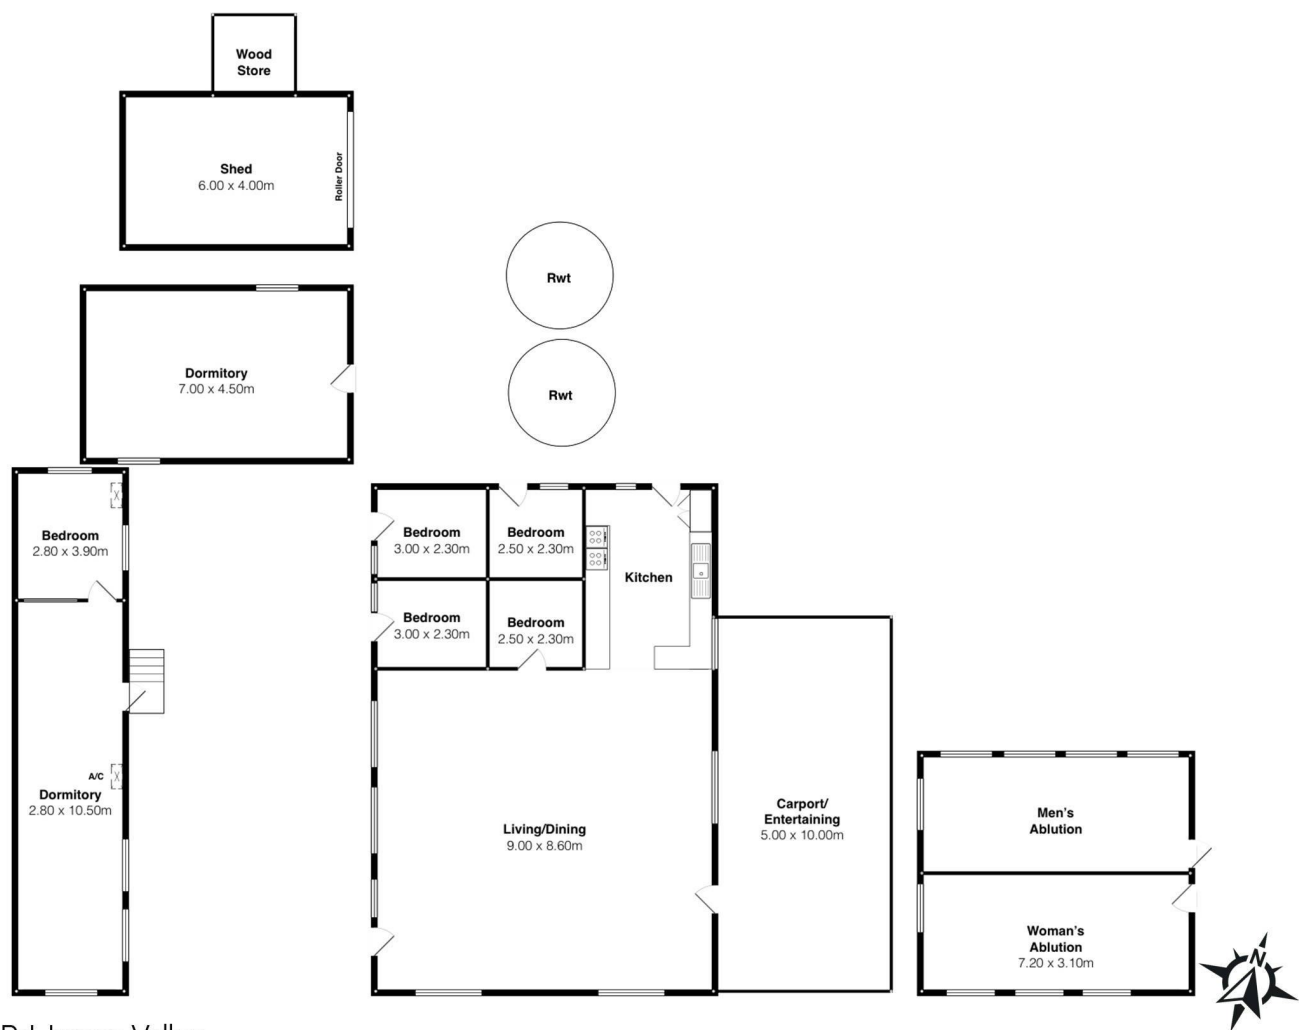 Wood
Store
Shed
6.00 x 4.00m
Roller Door
Rwt
Dormitory
7.00 x 4.50m
Rwt
Bedroom
2.80 x 3.90m
Bedroom
3.00 x 2.30m
Bedroom
2.50 x 2.30m
Kitchen
Bedroom
3.00 x 2.30m
Bedroom
2.50 x 2.30m
A/C
Dormitory
2.80 x 10.50m
Living/Dining
9.00 x 8.60m
Carport/
Entertaining
5.00 x 10.00m
Men's
Ablution
Woman's
Ablution
7.20 x 3.10m
N